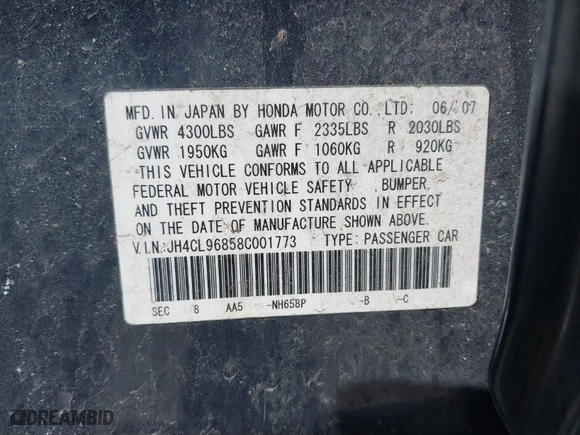 MFD. IN JAPAN BY HONDA MOTOR CO.,LTD: 06/07
GVWR 4300LBS GAWR F 2335LBS R 2030LBS
GVWR 1950KG GAWR F 1060KG R 920KG
THIS VEHICLE CONFORMS TO ALL APPLICABLE
FEDERAL MOTOR VEHICLE SAFETY ,BUMPER,
AND THEFT PREVENTION STANDARDS IN EFFECT
ON THE DATE OF MANUFACTURE SHOWN ABOVE.
V.I.N.:JH4CL96858C001773 TYPE: PASSENGER CAR
SEC 8 AA5 -NH658P -B -C
DREAMBID